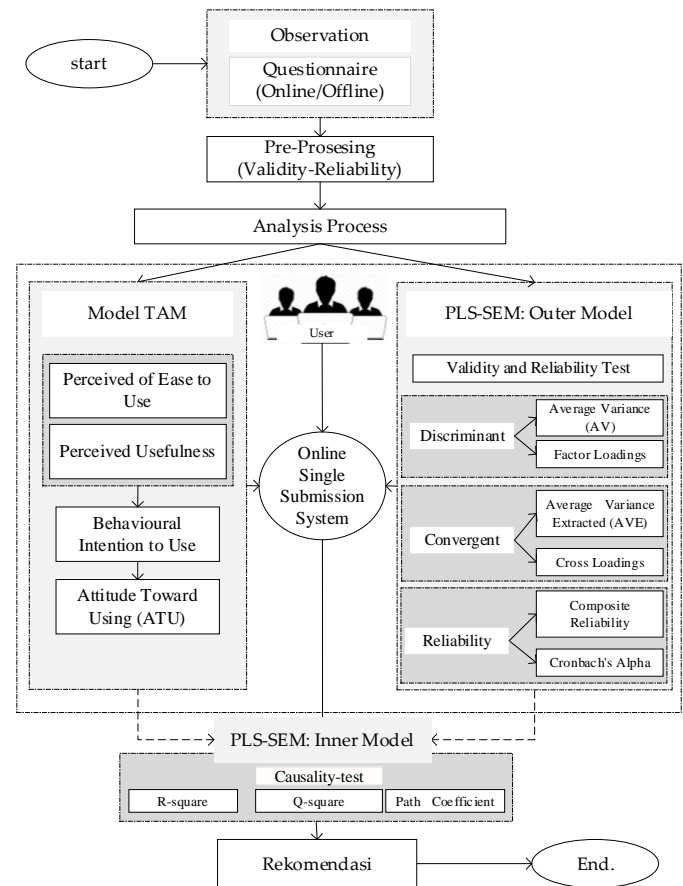 Observation
start
Questionnaire
(Online/Offline)
Pre-Prosesing
(Validity-Reliability)
Analysis Process
Model TAM
Perceived of Ease to
Use
Perceived Usefulness
Behavioural
Intention to Use
Attitude Toward
Using (ATU)
User
Online
Single
Submission
System
PLS-SEM: Outer Model
Validity and Reliability Test
Discriminant
Average Variance
(AV)
Factor Loadings
Convergent
Average Variance
Extracted (AVE)
Cross Loadings
Reliability
Composite
Reliability
Cronbach's Alpha
PLS-SEM: Inner Model
Causality-test
R-square
Q-square
Path Coefficient
Rekomendasi
End.